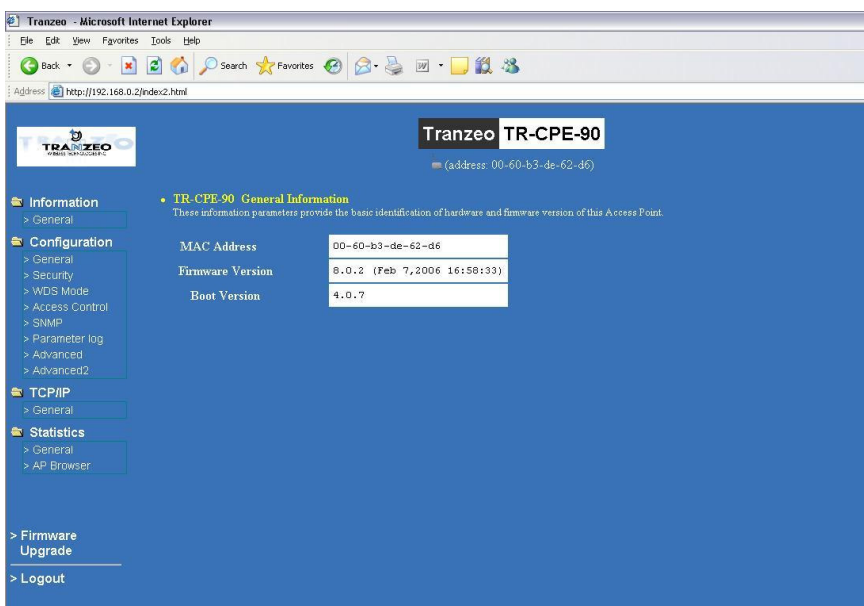 Tranzeo - Microsoft Internet Explorer
File Edit View Favorites Tools Help
Back Search Favorites
Address http://192.168.0.2/index2.html
TRANZEO
WIRELESS TECHNOLOGIES INC.
Tranzeo TR-CPE-90
(address: 00-60-b3-de-62-d6)
Information
> General
Configuration
> General
> Security
> WDS Mode
> Access Control
> SNMP
> Parameter log
> Advanced
> Advanced2
TCP/IP
> General
Statistics
> General
> AP Browser
> Firmware
Upgrade
> Logout
• TR-CPE-90 General Information
These information parameters provide the basic identification of hardware and firmware version of this Access Point.
MAC Address 00-60-b3-de-62-d6
Firmware Version 8.0.2 (Feb 7,2006 16:58:33)
Boot Version 4.0.7